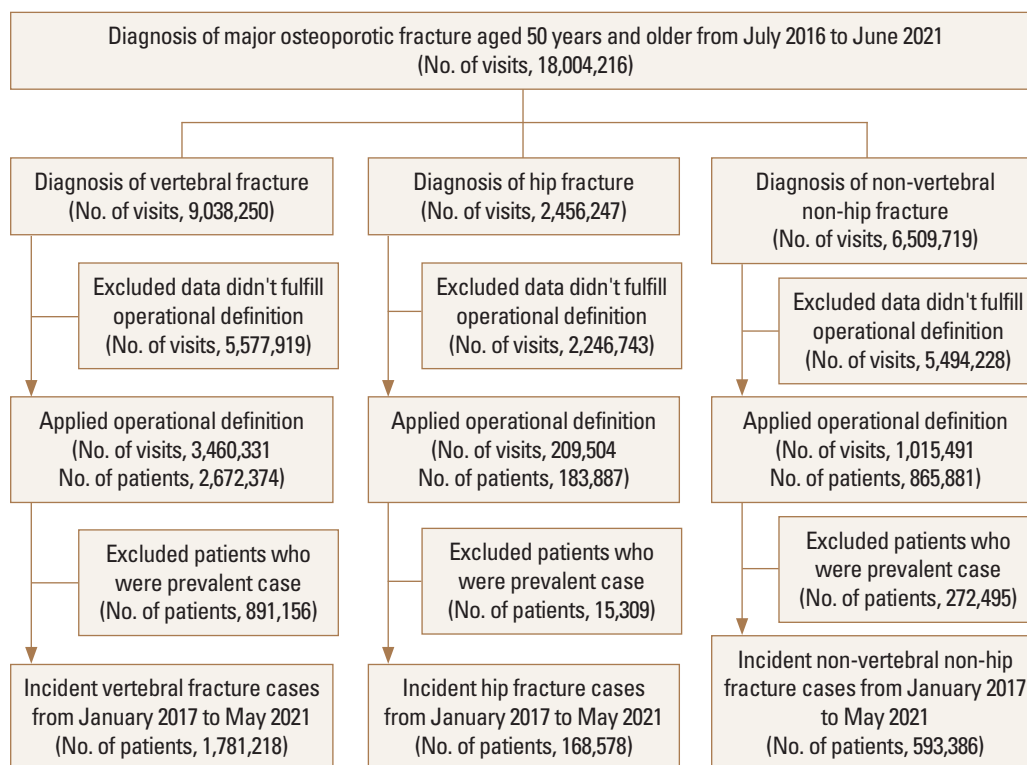 Diagnosis of major osteoporotic fracture aged 50 years and older from July 2016 to June 2021
(No. of visits, 18,004,216)
Diagnosis of vertebral fracture
(No. of visits, 9,038,250)
Excluded data didn't fulfill
operational definition
(No. of visits, 5,577,919)
Applied operational definition
(No. of visits, 3,460,331
No. of patients, 2,672,374)
Excluded patients who
were prevalent case
(No. of patients, 891,156)
Incident vertebral fracture cases
from January 2017 to May 2021
(No. of patients, 1,781,218)
Diagnosis of hip fracture
(No. of visits, 2,456,247)
Excluded data didn't fulfill
operational definition
(No. of visits, 2,246,743)
Applied operational definition
(No. of visits, 209,504
No. of patients, 183,887)
Excluded patients who
were prevalent case
(No. of patients, 15,309)
Incident hip fracture cases
from January 2017 to May 2021
(No. of patients, 168,578)
Diagnosis of non-vertebral
non-hip fracture
(No. of visits, 6,509,719)
Excluded data didn't fulfill
operational definition
(No. of visits, 5,494,228)
Applied operational definition
(No. of visits, 1,015,491
No. of patients, 865,881)
Excluded patients who
were prevalent case
(No. of patients, 272,495)
Incident non-vertebral non-hip
fracture cases from January 2017
to May 2021
(No. of patients, 593,386)